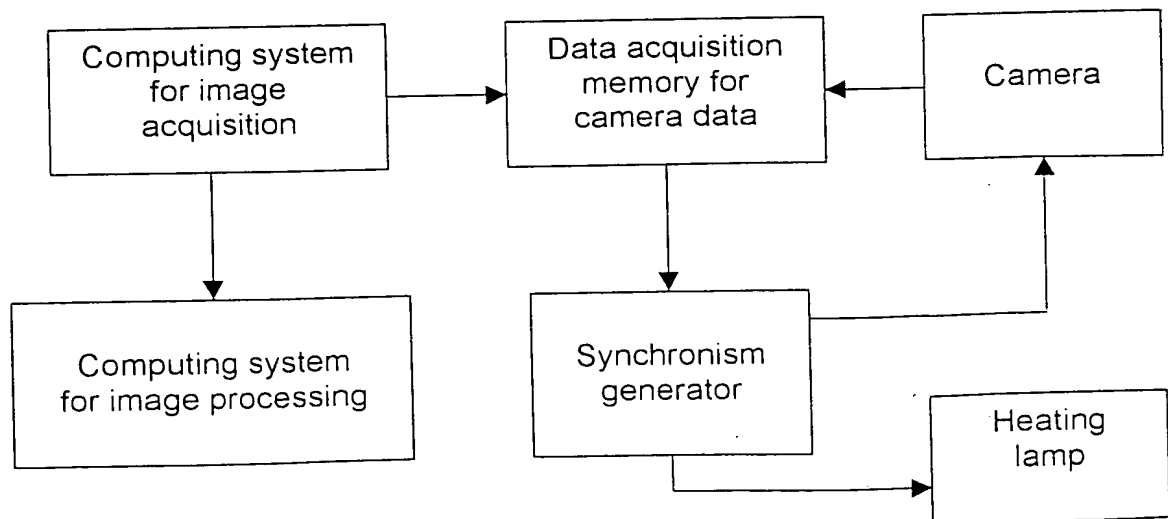 Computing system
for image
acquisition
Data acquisition
memory for
camera data
Camera
Computing system
for image processing
Synchronism
generator
Heating
lamp